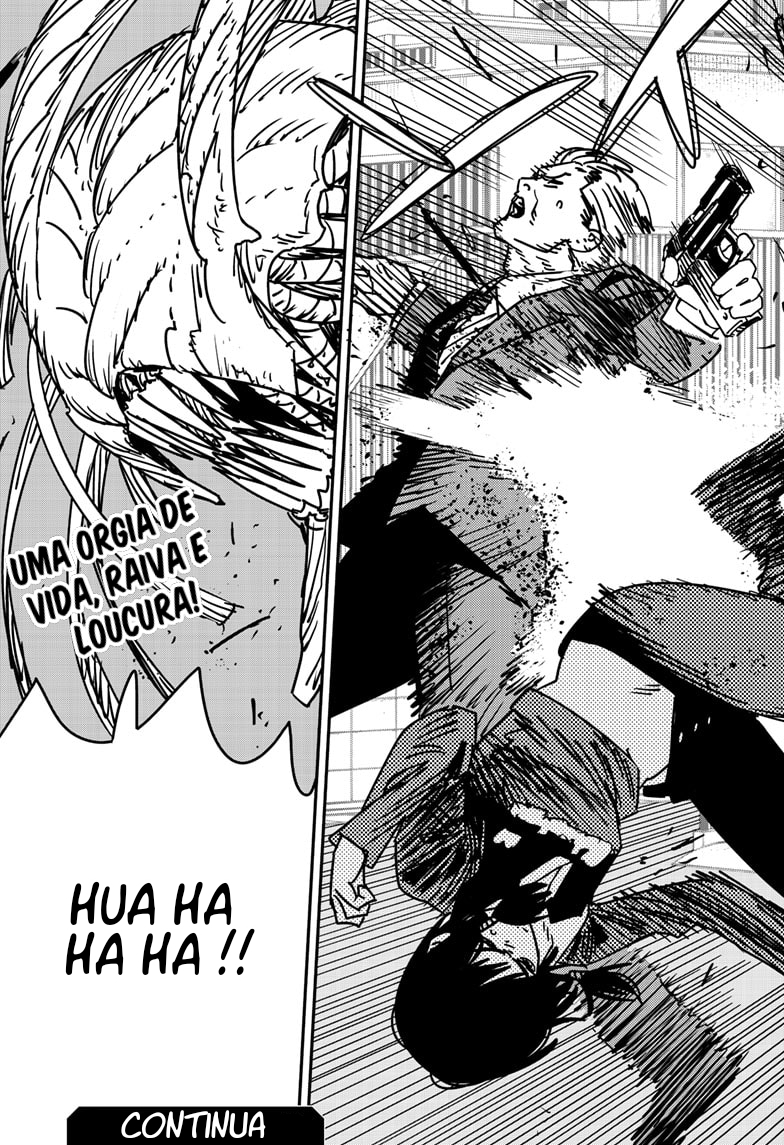 UMA ORGIA DE
VIDA, RAIVA E
LOUCURA!
HUA HA
HA HA !!
CONTINUA